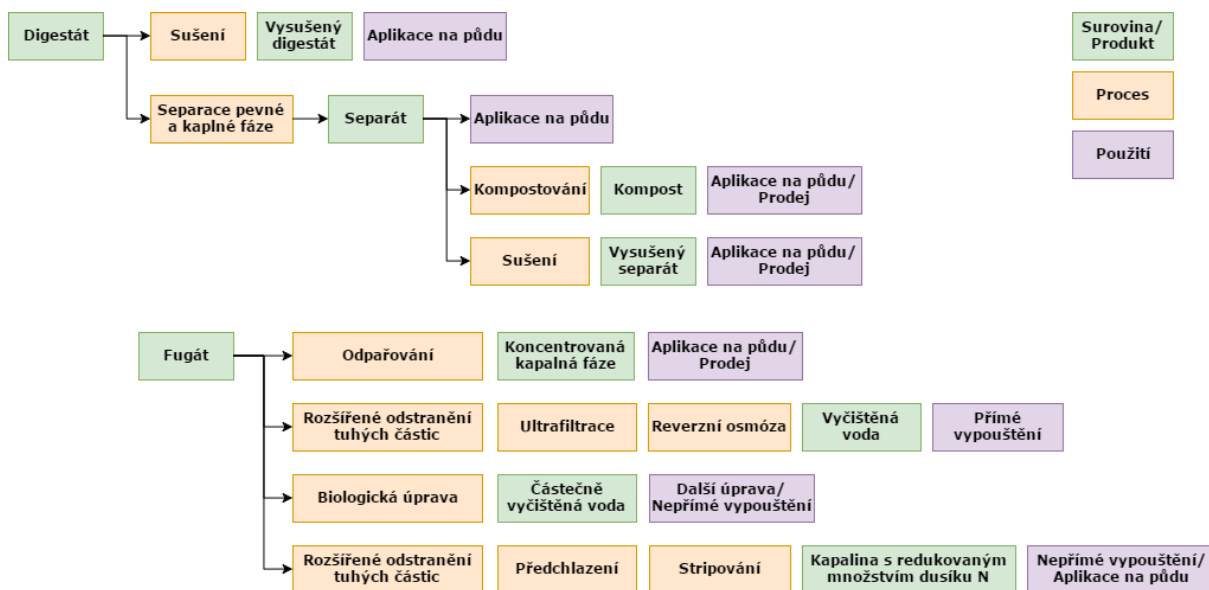 Digestát
Sušení
Vysušený
digestát
Aplikace na půdu
Surovina/
Produkt
Separace pevné
a kaplné fáze
Separát
Aplikace na půdu
Proces
Použití
Kompostování
Kompost
Aplikace na půdu/
Prodej
Sušení
Vysušený
separát
Aplikace na půdu/
Prodej
Fugát
Odpařování
Koncentrovaná
kapalná fáze
Aplikace na půdu/
Prodej
Rozšířené odstranění
tuhých částic
Ultrafiltrace
Reverzní osmóza
Vyčištěná
voda
Přímé
vypouštění
Biologická úprava
Částečně
vyčištěná voda
Další úprava/
Nepřímé vypouštění
Rozšířené odstranění
tuhých částic
Předchlazení
Stripování
Kapalina s redukovaným
množstvím dusíku N
Nepřímé vypouštění/
Aplikace na půdu